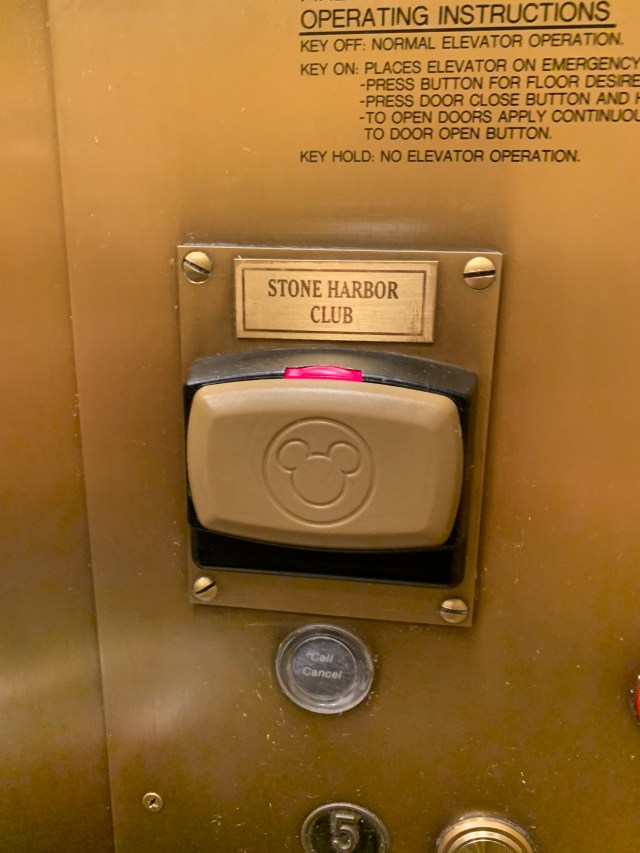 OPERATING INSTRUCTIONS
KEY OFF: NORMAL ELEVATOR OPERATION.
KEY ON: PLACES ELEVATOR ON EMERGENCY
-PRESS BUTTON FOR FLOOR DESIRE
-PRESS DOOR CLOSE BUTTON AND H
-TO OPEN DOORS APPLY CONTINUOU
TO DOOR OPEN BUTTON.
KEY HOLD: NO ELEVATOR OPERATION.
STONE HARBOR
CLUB
Call
Cancel
5